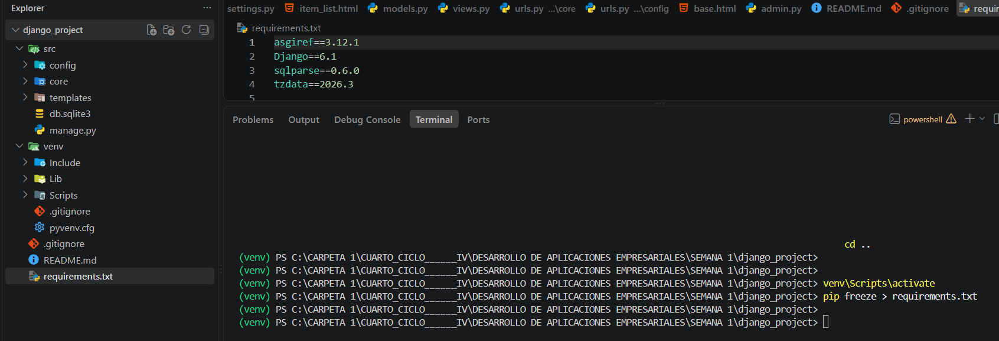 Explorer
django_project
src
config
core
templates
db.sqlite3
manage.py
venv
Include
Lib
Scripts
.gitignore
pyvenv.cfg
.gitignore
README.md
requirements.txt
settings.py item_list.html models.py views.py urls.py ...\core urls.py ...\config base.html admin.py README.md .gitignore requir
requirements.txt
1 asgiref==3.12.1
2 Django==6.1
3 sqlparse==0.6.0
4 tzdata==2026.3
5
Problems Output Debug Console Terminal Ports powershell
cd ..
(venv) PS C:\CARPETA 1\CUARTO_CICLO______IV\DESARROLLO DE APLICACIONES EMPRESARIALES\SEMANA 1\django_project>
(venv) PS C:\CARPETA 1\CUARTO_CICLO______IV\DESARROLLO DE APLICACIONES EMPRESARIALES\SEMANA 1\django_project>
(venv) PS C:\CARPETA 1\CUARTO_CICLO______IV\DESARROLLO DE APLICACIONES EMPRESARIALES\SEMANA 1\django_project> venv\Scripts\activate
(venv) PS C:\CARPETA 1\CUARTO_CICLO______IV\DESARROLLO DE APLICACIONES EMPRESARIALES\SEMANA 1\django_project> pip freeze > requirements.txt
(venv) PS C:\CARPETA 1\CUARTO_CICLO______IV\DESARROLLO DE APLICACIONES EMPRESARIALES\SEMANA 1\django_project>
(venv) PS C:\CARPETA 1\CUARTO_CICLO______IV\DESARROLLO DE APLICACIONES EMPRESARIALES\SEMANA 1\django_project>